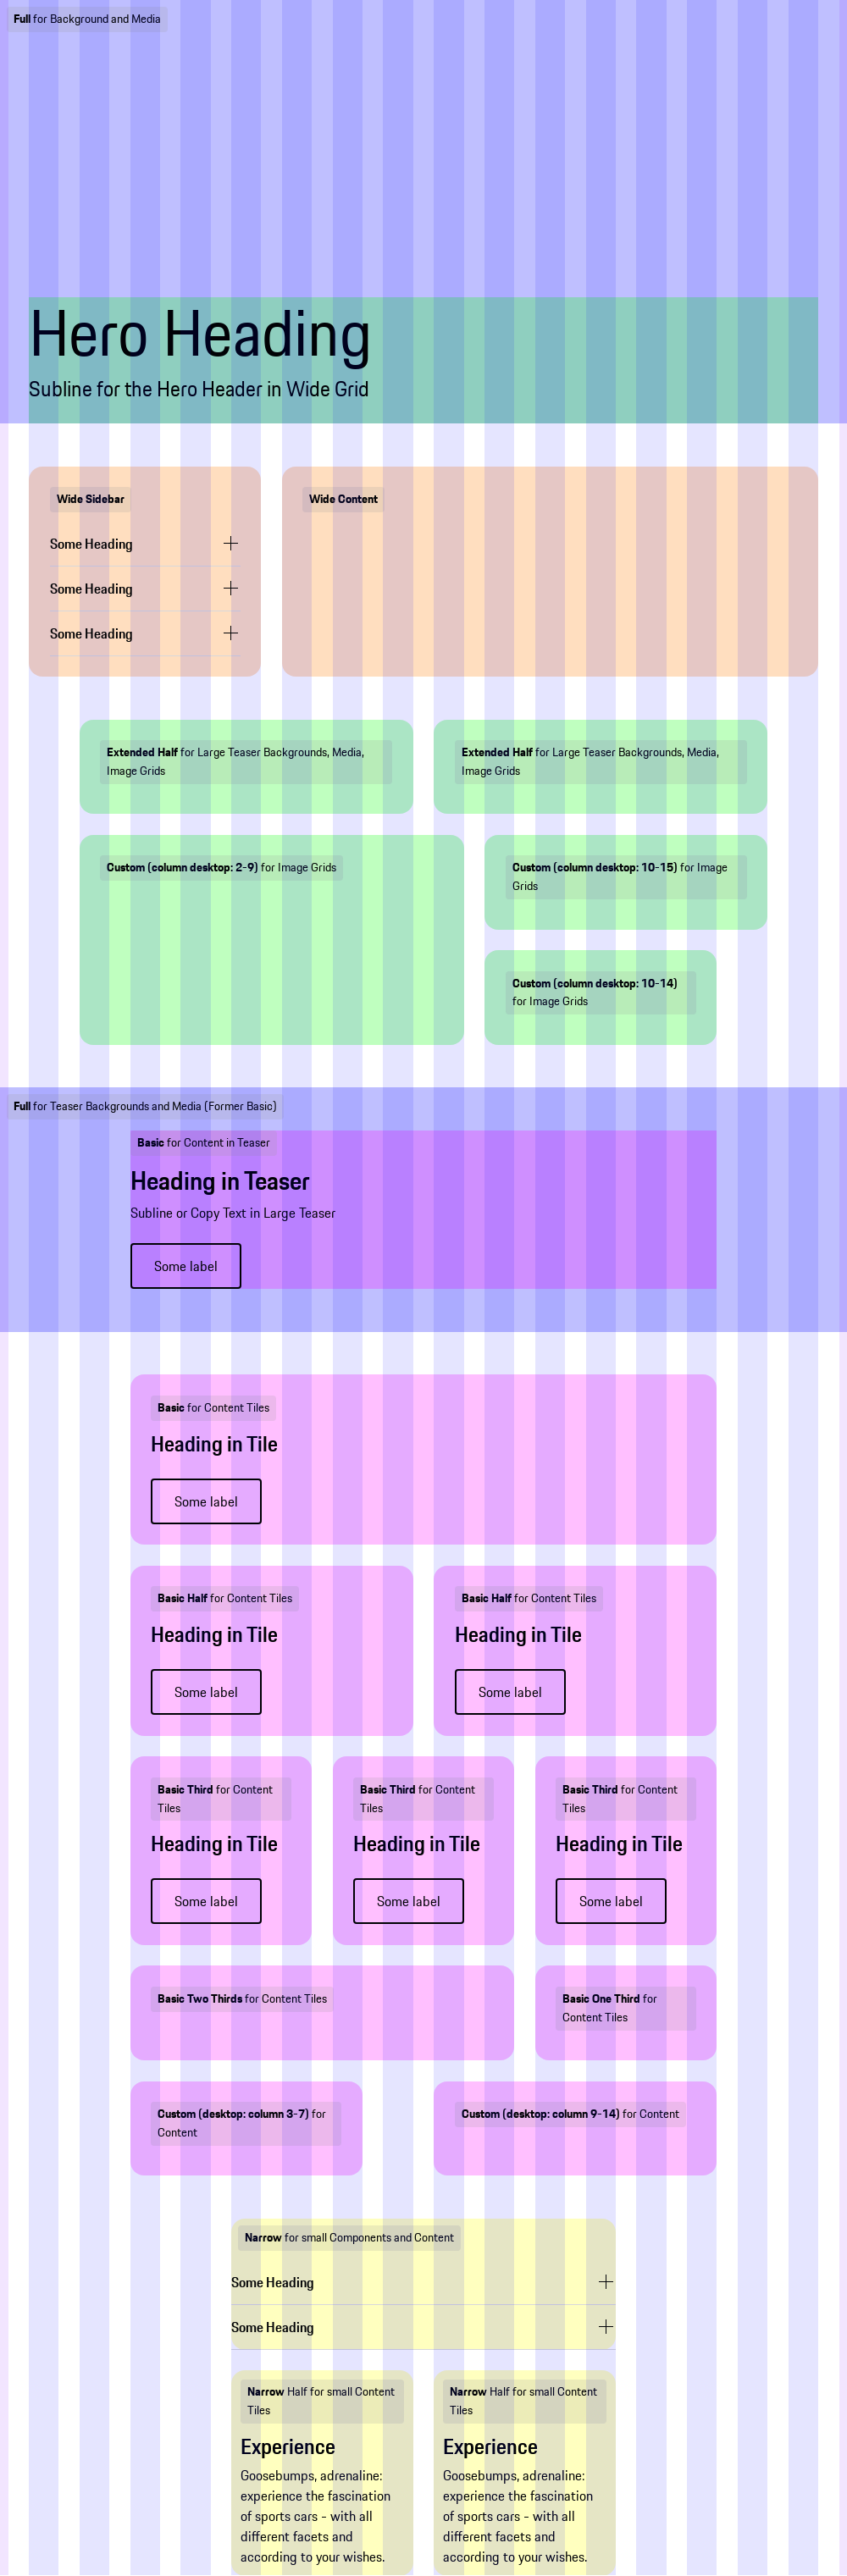 Full for Background and Media
Hero Heading
Subline for the Hero Header in Wide Grid
Wide Sidebar
Some Heading
Some Heading
Some Heading
Wide Content
Extended Half for Large Teaser Backgrounds, Media,
Image Grids
Extended Half for Large Teaser Backgrounds, Media,
Image Grids
Custom (column desktop: 2-9) for Image Grids
Custom (column desktop: 10-15) for Image
Grids
Custom (column desktop: 10-14)
for Image Grids
Full for Teaser Backgrounds and Media (Former Basic)
Basic for Content in Teaser
Heading in Teaser
Subline or Copy Text in Large Teaser
Some label
Basic for Content Tiles
Heading in Tile
Some label
Basic Half for Content Tiles
Heading in Tile
Some label
Basic Half for Content Tiles
Heading in Tile
Some label
Basic Third for Content
Tiles
Heading in Tile
Some label
Basic Third for Content
Tiles
Heading in Tile
Some label
Basic Third for Content
Tiles
Heading in Tile
Some label
Basic Two Thirds for Content Tiles
Basic One Third for
Content Tiles
Custom (desktop: column 3-7) for
Content
Custom (desktop: column 9-14) for Content
Narrow for small Components and Content
Some Heading
Some Heading
Narrow Half for small Content
Tiles
Experience
Goosebumps, adrenaline:
experience the fascination
of sports cars - with all
different facets and
according to your wishes.
Narrow Half for small Content
Tiles
Experience
Goosebumps, adrenaline:
experience the fascination
of sports cars - with all
different facets and
according to your wishes.